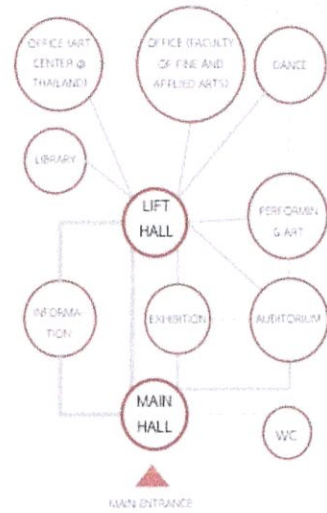 OFFICE (ART
CENTER @
THAILAND)
OFFICE (FACULTY
OF FINE AND
APPLIED ARTS)
DANCE
LIBRARY
LIFT
HALL
PERFORMIN
G ART
INFORMA-
TION
EXHIBITION
AUDITORIUM
MAIN
HALL
WC
MAIN ENTRANCE